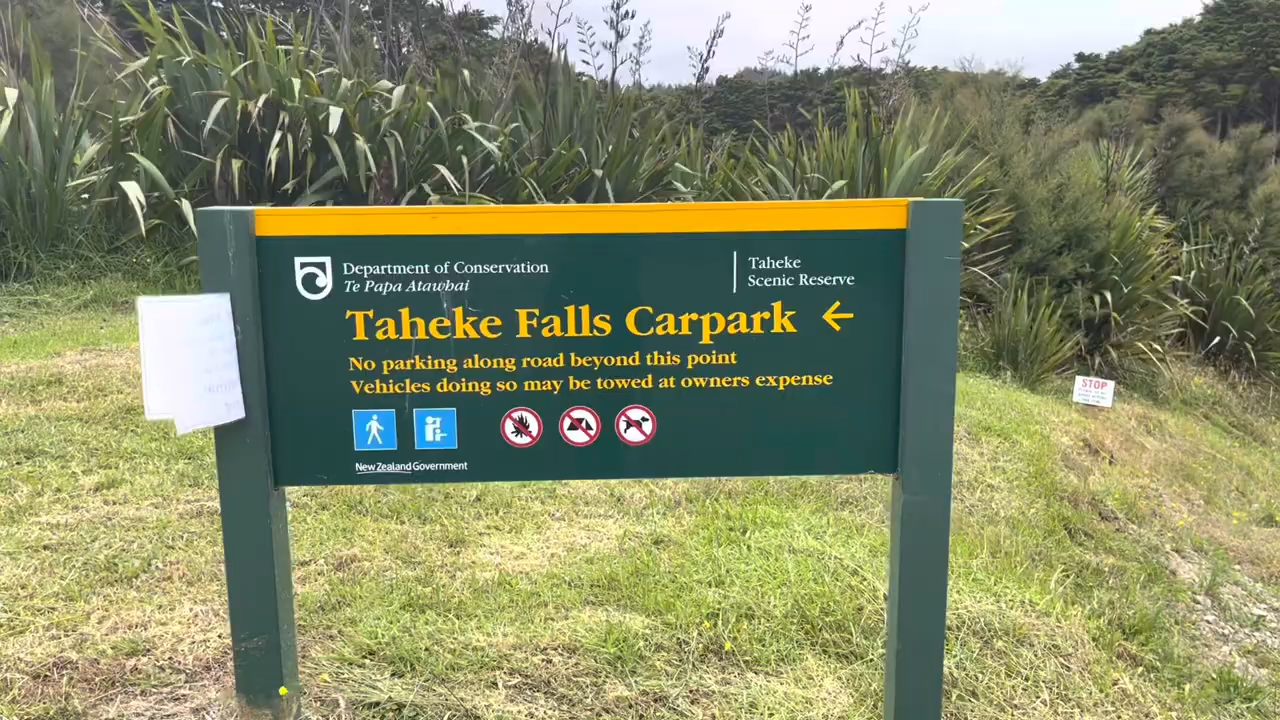 Department of Conservation
Te Papa Atawhai
Taheke
Scenic Reserve
Taheke Falls Carpark ←
No parking along road beyond this point
Vehicles doing so may be towed at owners expense
New Zealand Government
STOP